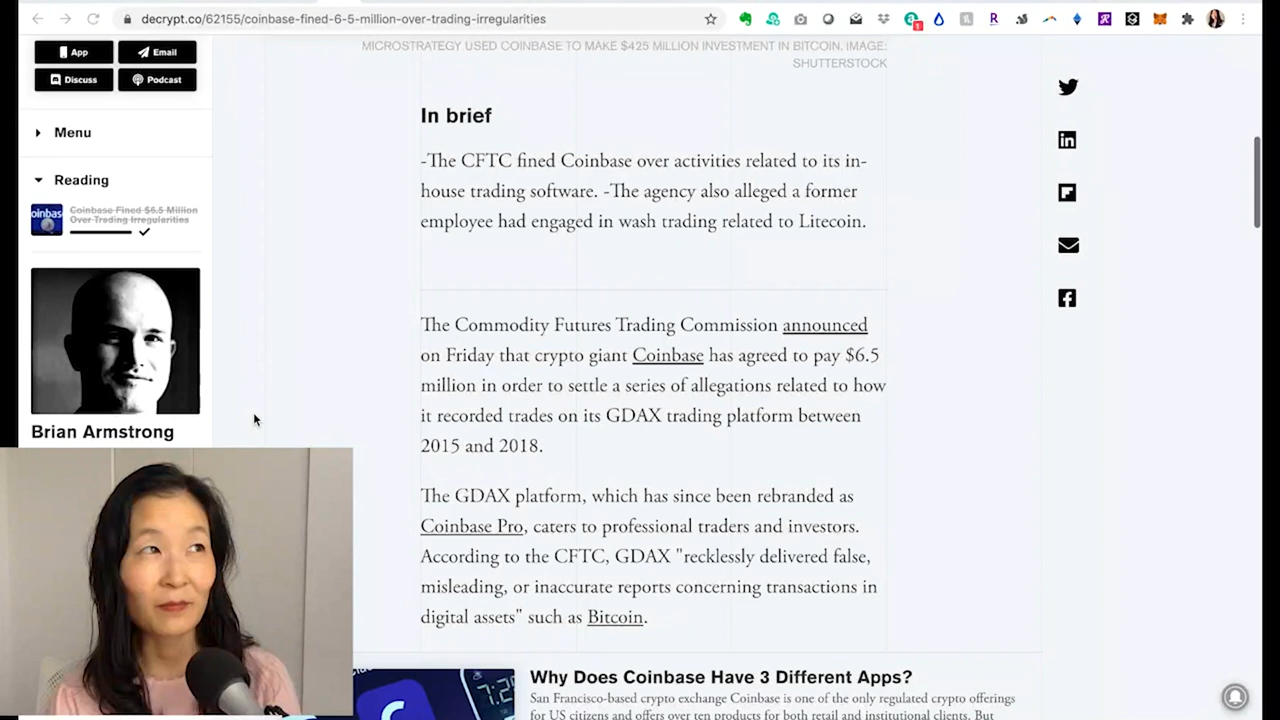 decrypt.co/62155/coinbase-fined-6-5-million-over-trading-irregularities
App
Email
Discuss
Podcast
Menu
Reading
Coinbase Fined $6.5 Million
Over Trading Irregularities
Brian Armstrong
MICROSTRATEGY USED COINBASE TO MAKE $425 MILLION INVESTMENT IN BITCOIN. IMAGE:
SHUTTERSTOCK
In brief
-The CFTC fined Coinbase over activities related to its in-
house trading software. -The agency also alleged a former
employee had engaged in wash trading related to Litecoin.
The Commodity Futures Trading Commission announced
on Friday that crypto giant Coinbase has agreed to pay $6.5
million in order to settle a series of allegations related to how
it recorded trades on its GDAX trading platform between
2015 and 2018.
The GDAX platform, which has since been rebranded as
Coinbase Pro, caters to professional traders and investors.
According to the CFTC, GDAX "recklessly delivered false,
misleading, or inaccurate reports concerning transactions in
digital assets" such as Bitcoin.
Why Does Coinbase Have 3 Different Apps?
San Francisco-based crypto exchange Coinbase is one of the only regulated crypto offerings
for US citizens and offers over ten products for both retail and institutional clients. But